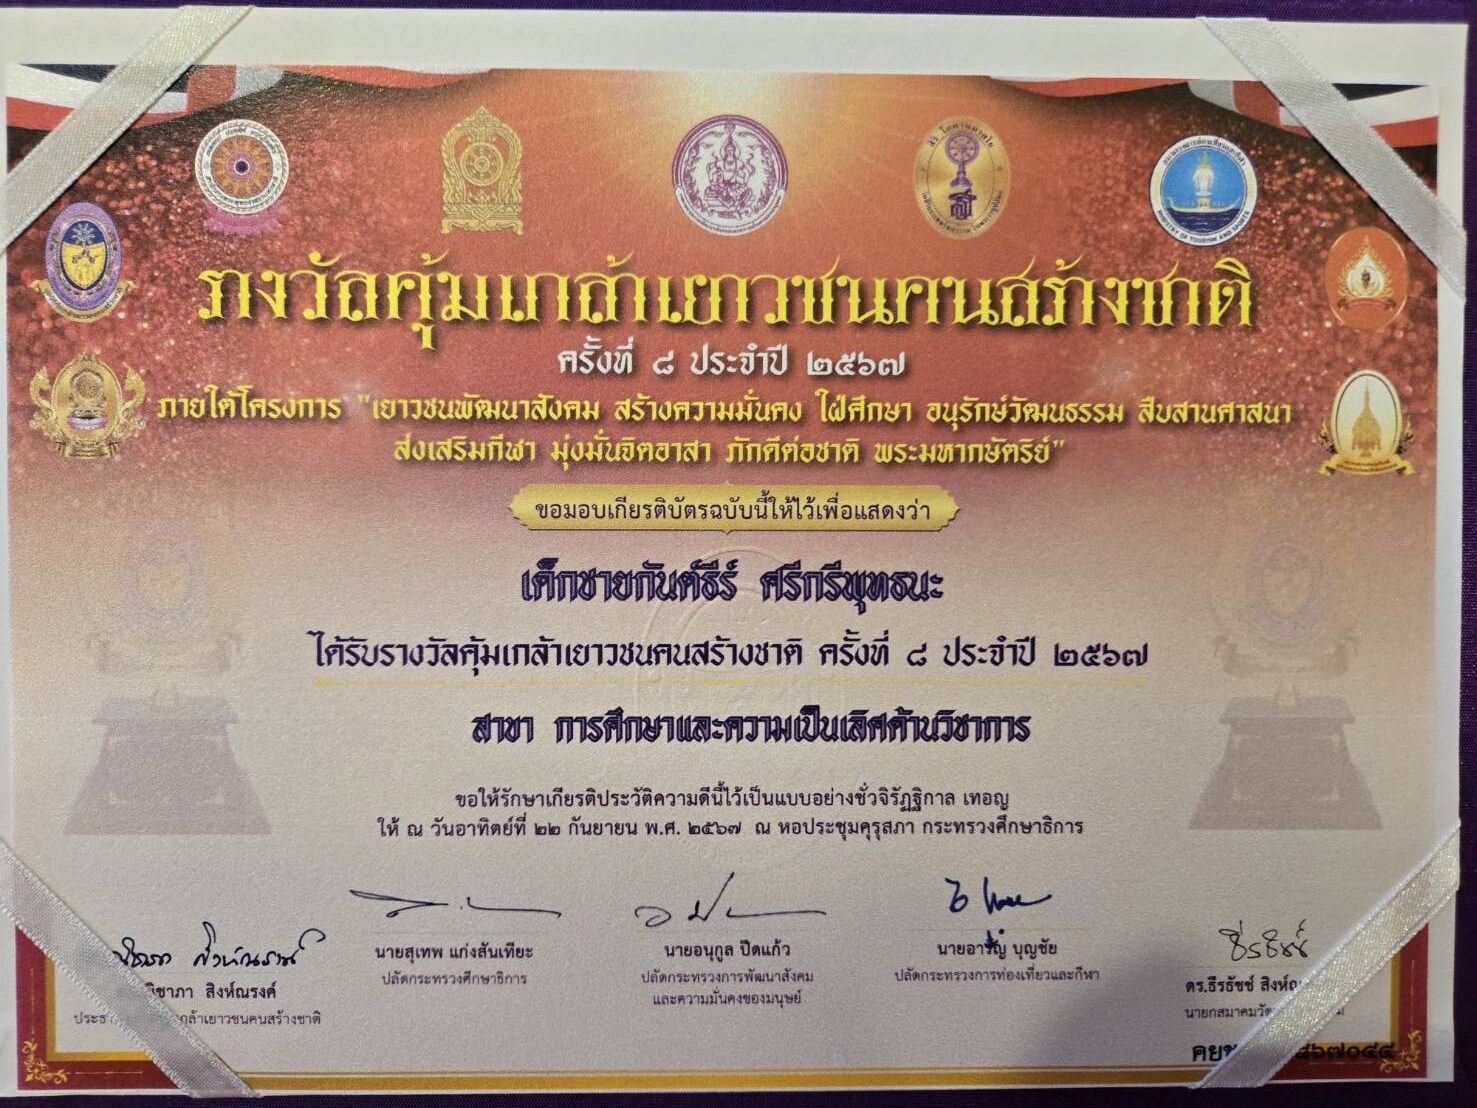 รางวัลคุ้มเกล้าเยาวชนคนสร้างชาติ
ครั้งที่ ๘ ประจำปี ๒๕๖๗
ภายใต้โครงการ "เยาวชนพัฒนาสังคม สร้างความมั่นคง ใฝ่ศึกษา อนุรักษ์วัฒนธรรม สืบสานศาสนา
ส่งเสริมกีฬา มุ่งมั่นจิตอาสา ภักดีต่อชาติ พระมหากษัตริย์"
ขอมอบเกียรติบัตรฉบับนี้ให้ไว้เพื่อแสดงว่า
เด็กชายกันต์ธีร์ ศรีกรีพุทธนะ
ได้รับรางวัลคุ้มเกล้าเยาวชนคนสร้างชาติ ครั้งที่ ๘ ประจำปี ๒๕๖๗
สาขา การศึกษาและความเป็นเลิศด้านวิชาการ
ขอให้รักษาเกียรติประวัติความดีนี้ไว้เป็นแบบอย่างชั่วจิรัฏฐิกาล เทอญ
ให้ ณ วันอาทิตย์ที่ ๒๒ กันยายน พ.ศ. ๒๕๖๗ ณ หอประชุมคุรุสภา กระทรวงศึกษาธิการ
สิงห์ณรงค์
นายสุเทพ แก่งสันเทียะ
ปลัดกระทรวงศึกษาธิการ
นายอนุกูล ปีดแก้ว
ปลัดกระทรวงการพัฒนาสังคม
และความมั่นคงของมนุษย์
นายอารัญ บุญชัย
ปลัดกระทรวงการท่องเที่ยวและกีฬา
ดร.ธีรธัชช์
MINISTRY OF TOURISM AND SPORTS